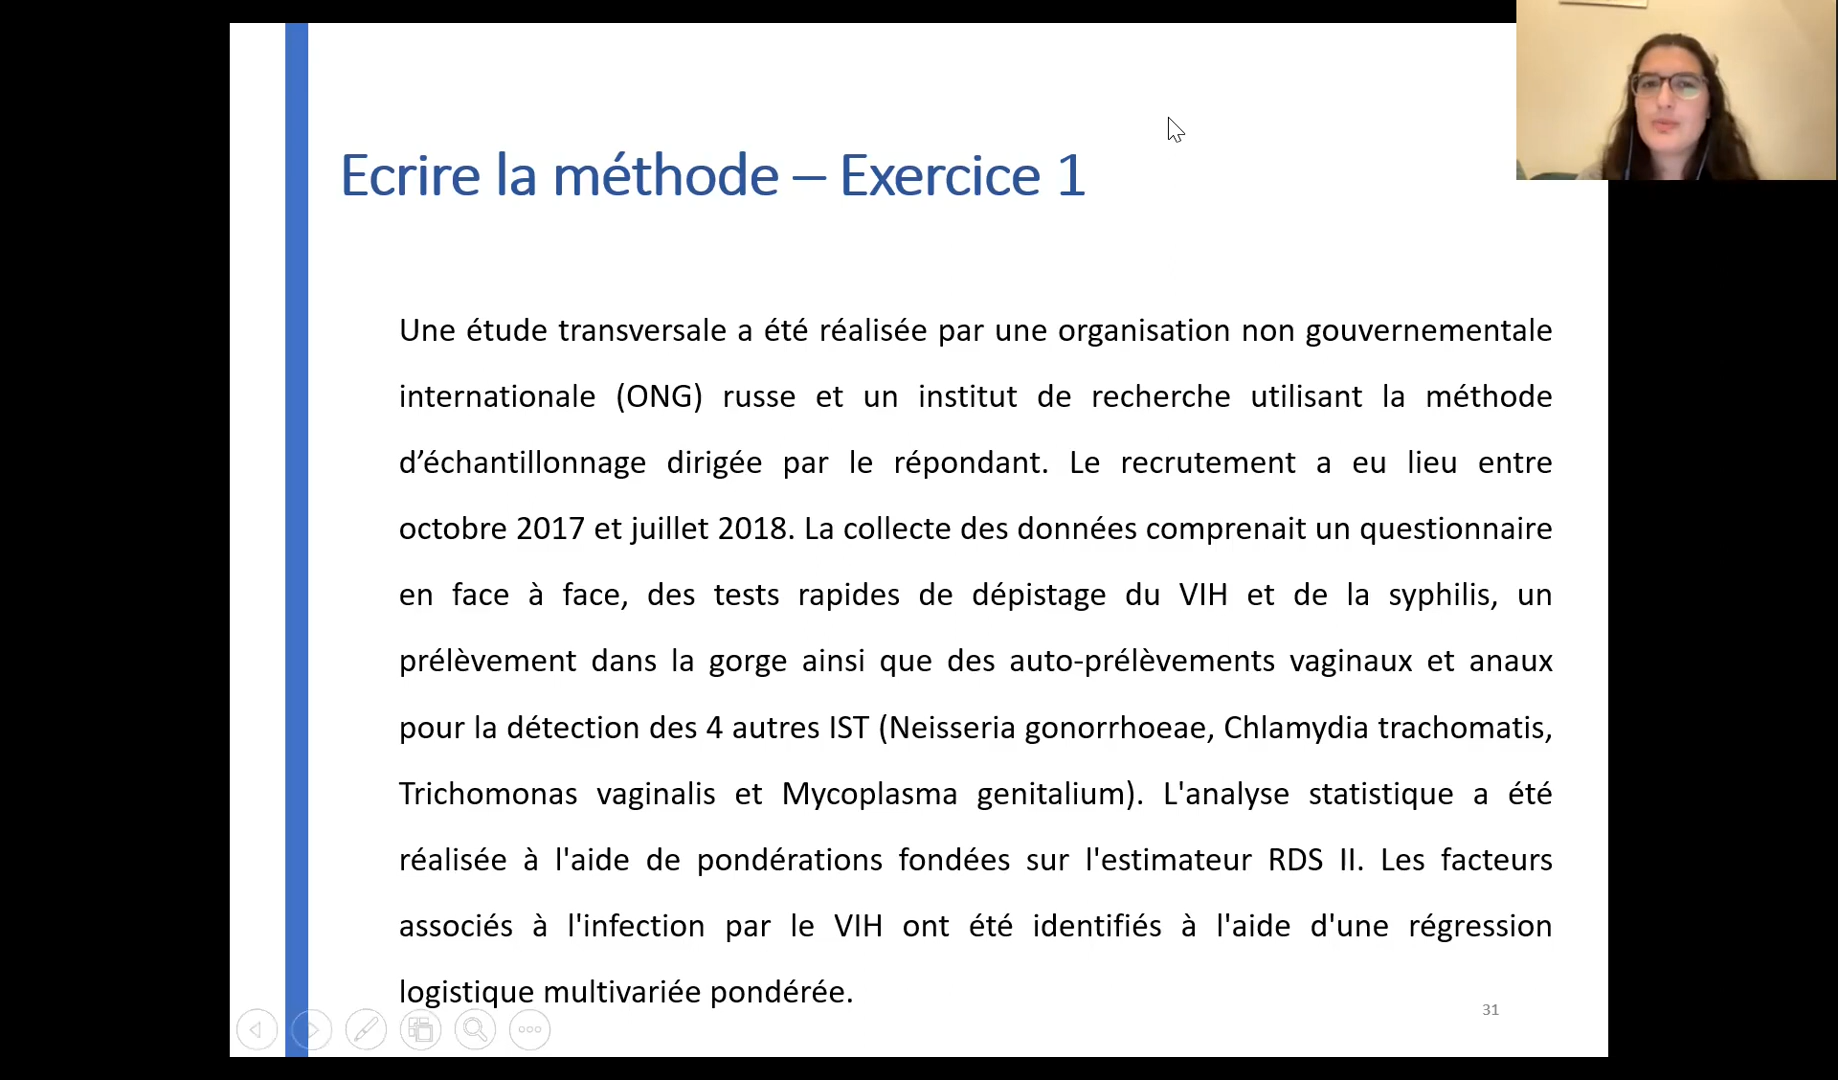 Ecrire la méthode – Exercice 1
Une étude transversale a été réalisée par une organisation non gouvernementale
internationale (ONG) russe et un institut de recherche utilisant la méthode
d’échantillonnage dirigée par le répondant. Le recrutement a eu lieu entre
octobre 2017 et juillet 2018. La collecte des données comprenait un questionnaire
en face à face, des tests rapides de dépistage du VIH et de la syphilis, un
prélèvement dans la gorge ainsi que des auto-prélèvements vaginaux et anaux
pour la détection des 4 autres IST (Neisseria gonorrhoeae, Chlamydia trachomatis,
Trichomonas vaginalis et Mycoplasma genitalium). L'analyse statistique a été
réalisée à l'aide de pondérations fondées sur l'estimateur RDS II. Les facteurs
associés à l'infection par le VIH ont été identifiés à l'aide d'une régression
logistique multivariée pondérée.
31